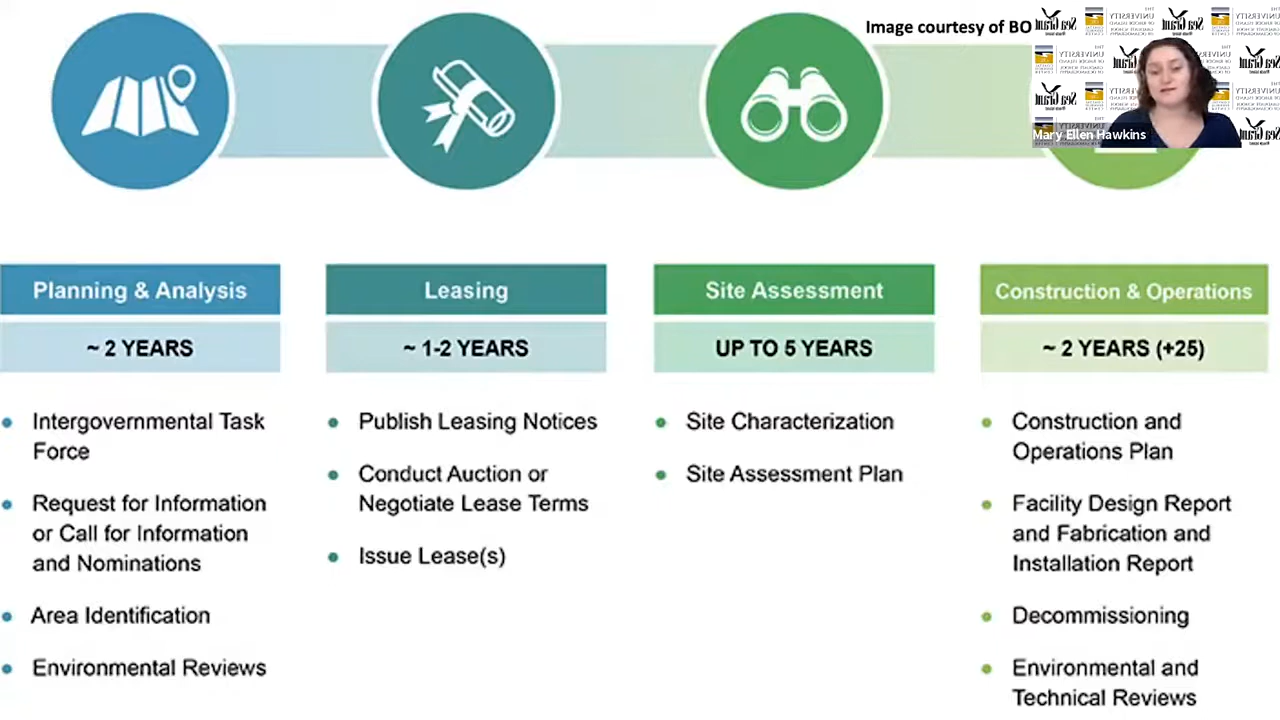 Image courtesy of BO
Mary Ellen Hawkins
Planning & Analysis
~ 2 YEARS
Intergovernmental Task
Force
Request for Information
or Call for Information
and Nominations
Area Identification
Environmental Reviews
Leasing
~ 1-2 YEARS
Publish Leasing Notices
Conduct Auction or
Negotiate Lease Terms
Issue Lease(s)
Site Assessment
UP TO 5 YEARS
Site Characterization
Site Assessment Plan
Construction & Operations
~ 2 YEARS (+25)
Construction and
Operations Plan
Facility Design Report
and Fabrication and
Installation Report
Decommissioning
Environmental and
Technical Reviews